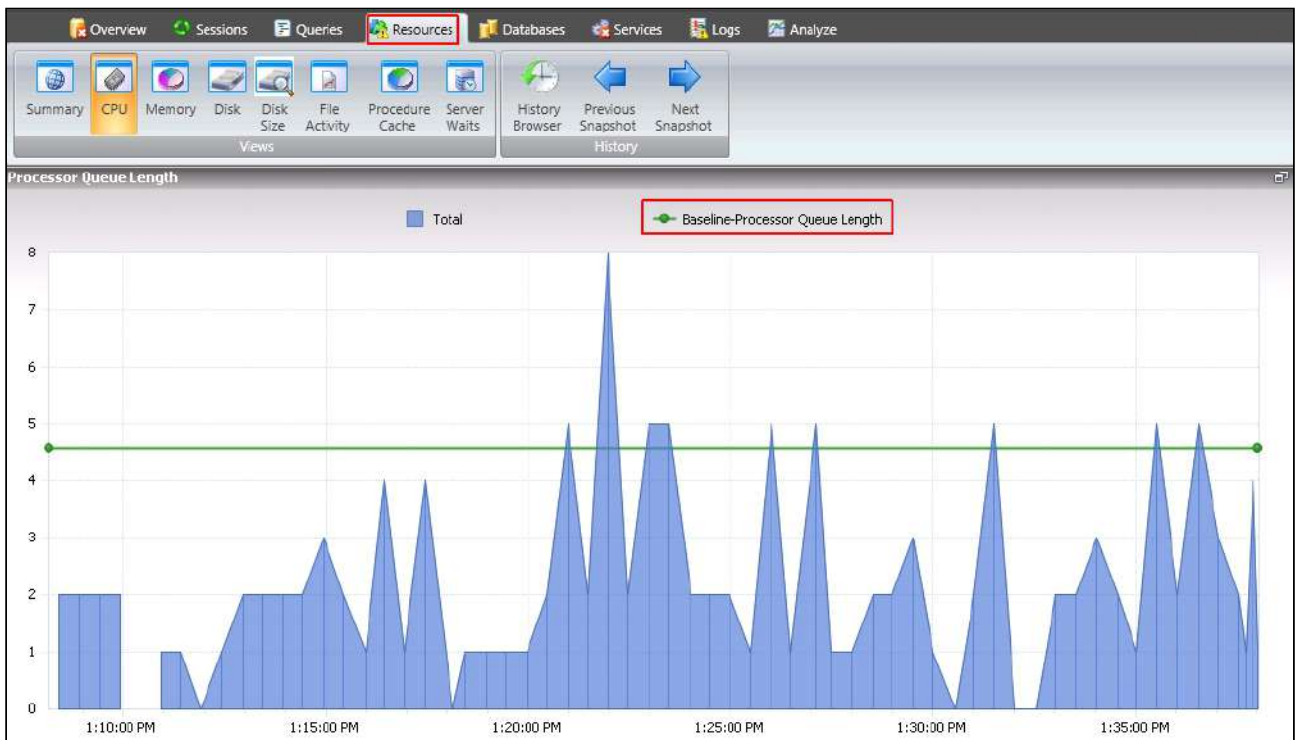 Overview Sessions Queries Resources Databases Services Logs Analyze
Summary CPU Memory Disk Disk Size File Activity Procedure Cache Server Waits History Browser Previous Snapshot Next Snapshot
Views History
Processor Queue Length
Total Baseline-Processor Queue Length
8
7
6
5
4
3
2
1
0
1:10:00 PM 1:15:00 PM 1:20:00 PM 1:25:00 PM 1:30:00 PM 1:35:00 PM